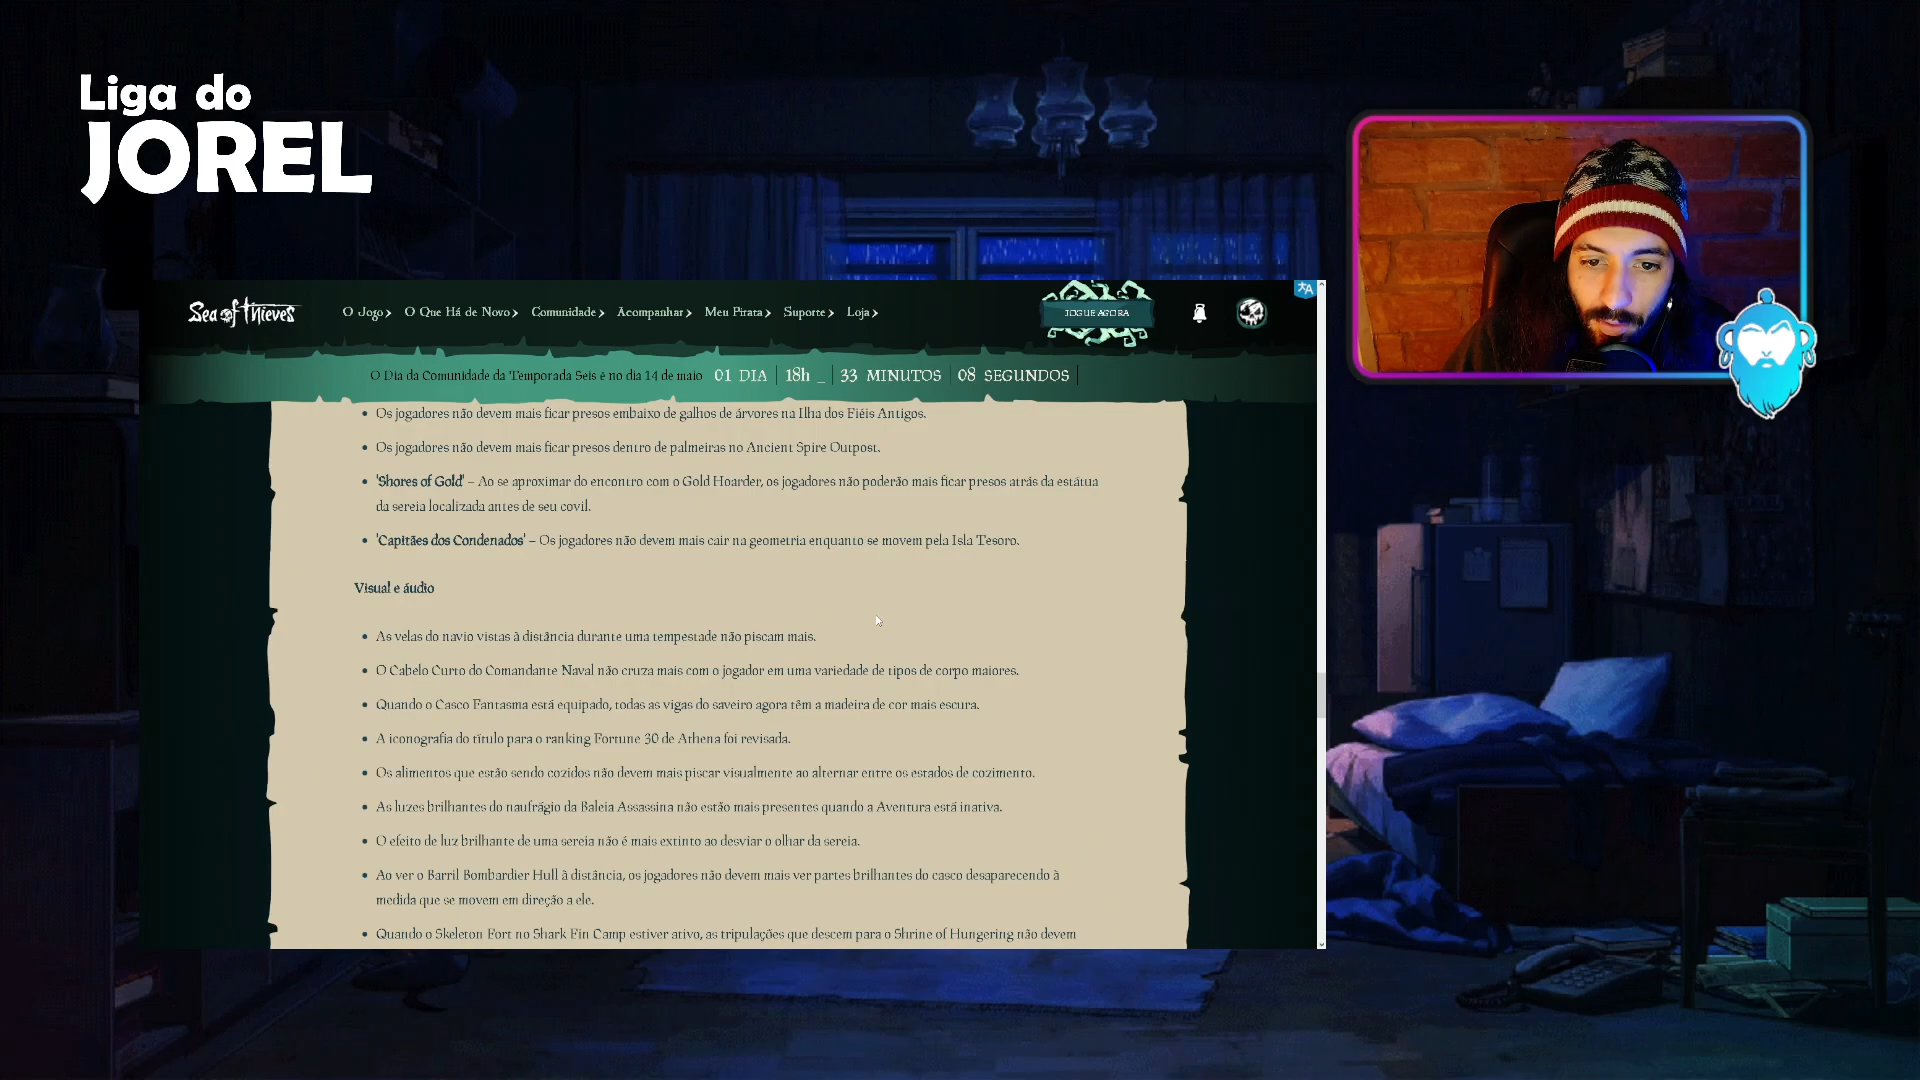 Liga do
JOREL
Sea of Thieves
O Jogo
O Que Há de Novo
Comunidade
Acompanhar
Meu Pirata
Suporte
Loja
JOGUE AGORA
O Dia da Comunidade da Temporada Seis é no dia 14 de maio 01 DIA 18h _ 33 MINUTOS 08 SEGUNDOS
Os jogadores não devem mais ficar presos embaixo de galhos de árvores na Ilha dos Fiéis Antigos.
Os jogadores não devem mais ficar presos dentro de palmeiras no Ancient Spire Outpost.
'Shores of Gold' – Ao se aproximar do encontro com o Gold Hoarder, os jogadores não poderão mais ficar presos atrás da estátua
da sereia localizada antes de seu covil.
'Capitães dos Condenados' – Os jogadores não devem mais cair na geometria enquanto se movem pela Isla Tesoro.
Visual e áudio
As velas do navio vistas à distância durante uma tempestade não piscam mais.
O Cabelo Curto do Comandante Naval não cruza mais com o jogador em uma variedade de tipos de corpo maiores.
Quando o Casco Fantasma está equipado, todas as vigas do saveiro agora têm a madeira de cor mais escura.
A iconografia do título para o ranking Fortune 30 de Athena foi revisada.
Os alimentos que estão sendo cozidos não devem mais piscar visualmente ao alternar entre os estados de cozimento.
As luzes brilhantes do naufrágio da Baleia Assassina não estão mais presentes quando a Aventura está inativa.
O efeito de luz brilhante de uma sereia não é mais extinto ao desviar o olhar da sereia.
Ao ver o Barril Bombardier Hull à distância, os jogadores não devem mais ver partes brilhantes do casco desaparecendo à
medida que se movem em direção a ele.
Quando o Skeleton Fort no Shark Fin Camp estiver ativo, as tripulações que descem para o Shrine of Hungering não devem